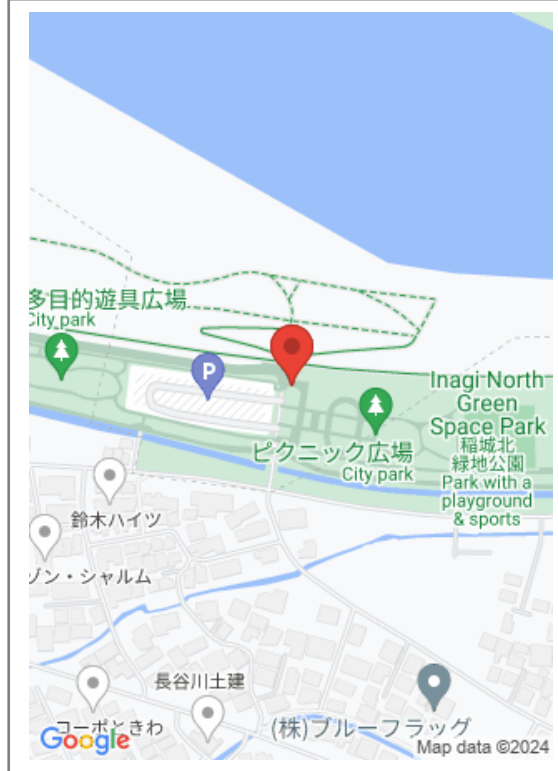 多目的遊具広場
City park
P
Inagi North
Green
Space Park
稲城北
緑地公園
Park with a
playground
& sports
ピクニック広場
City park
鈴木ハイツ
ゾン・シャルム
長谷川土建
コーポときわ
(株)ブルーフラッグ
Google
Map data ©2024